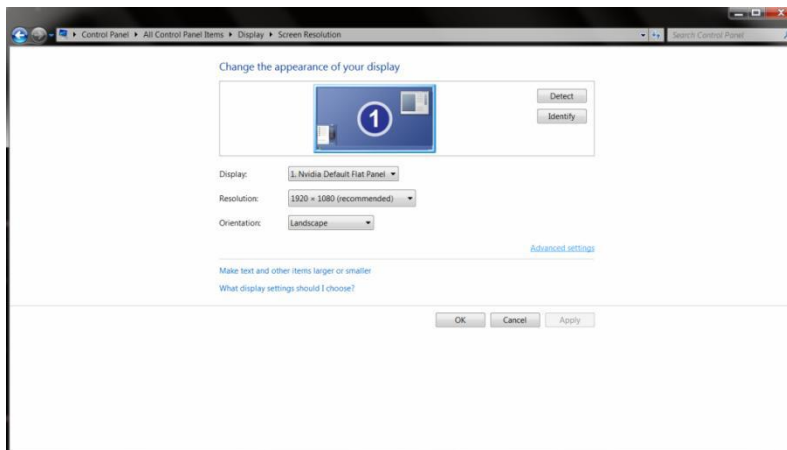 Control Panel ▸ All Control Panel Items ▸ Display ▸ Screen Resolution
Search Control Panel
Change the appearance of your display
1
Detect
Identify
Display: 1. Nvidia Default Flat Panel
Resolution: 1920 × 1080 (recommended)
Orientation: Landscape
Advanced settings
Make text and other items larger or smaller
What display settings should I choose?
OK Cancel Apply